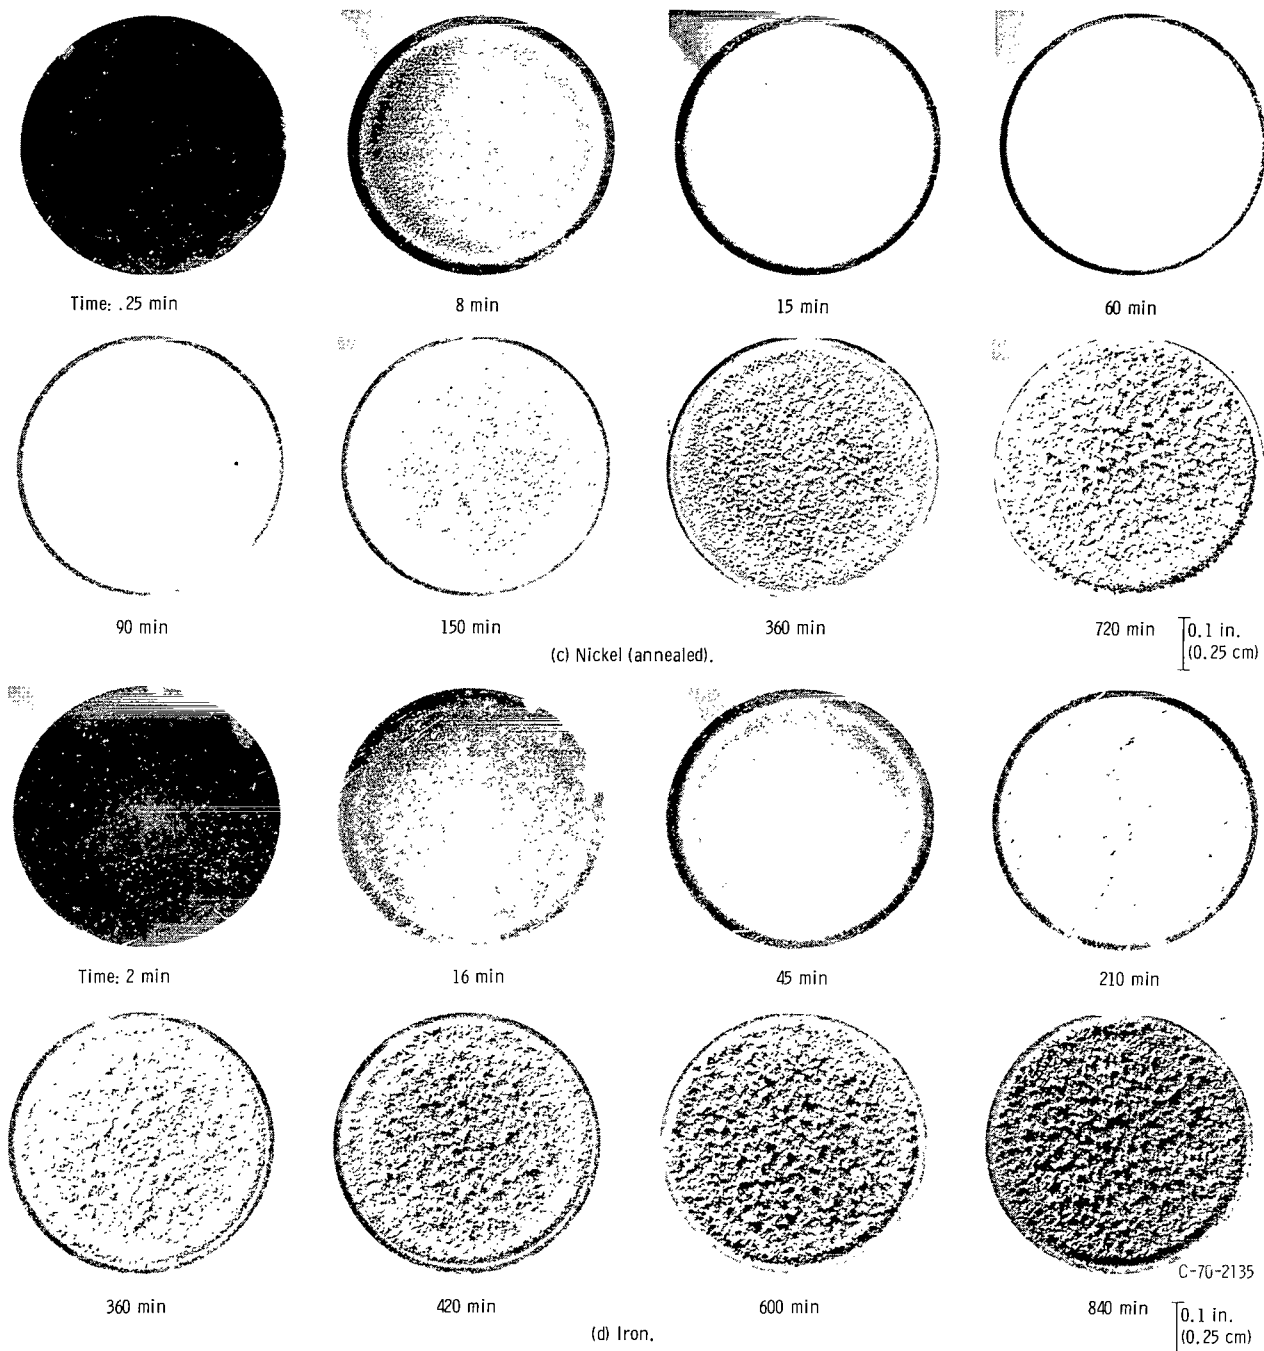 Time: .25 min
8 min
15 min
60 min
90 min
150 min
360 min
720 min
0.1 in.
(0.25 cm)
(c) Nickel (annealed).
Time: 2 min
16 min
45 min
210 min
360 min
420 min
600 min
840 min
C-70-2135
0.1 in.
(0.25 cm)
(d) Iron.